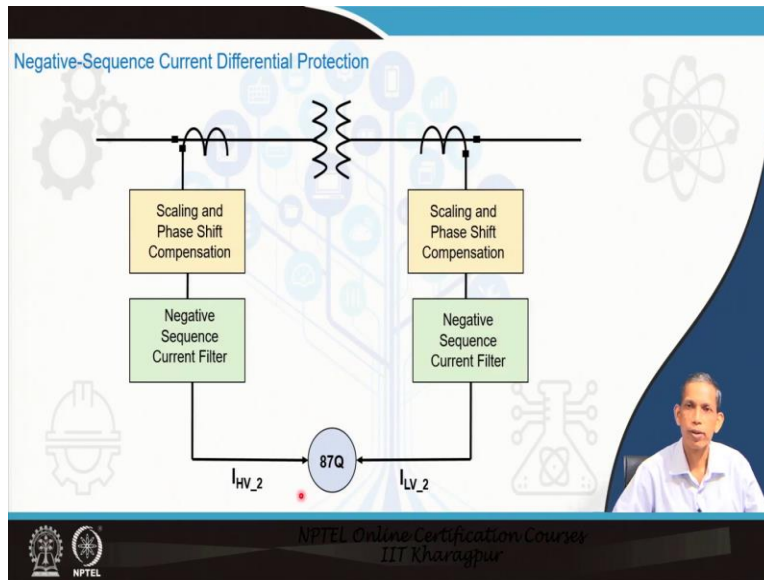 Negative-Sequence Current Differential Protection
Scaling and
Phase Shift
Compensation
Scaling and
Phase Shift
Compensation
Negative
Sequence
Current Filter
Negative
Sequence
Current Filter
87Q
I_HV_2
I_LV_2
NPTEL
NPTEL Online Certification Courses
IIT Kharagpur